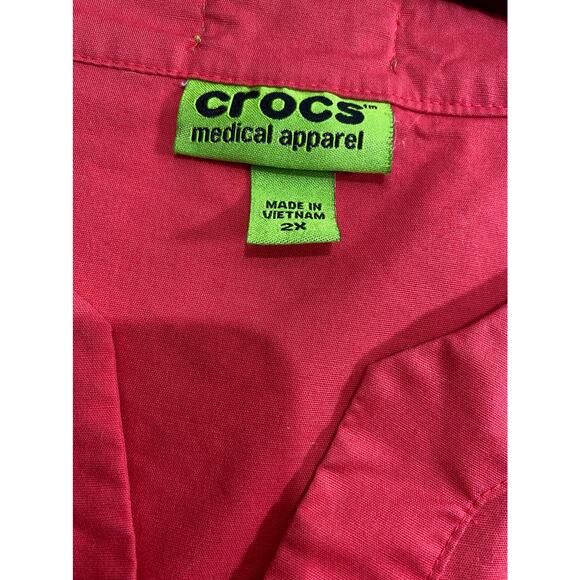 crocs™
medical apparel
MADE IN
VIETNAM
2X